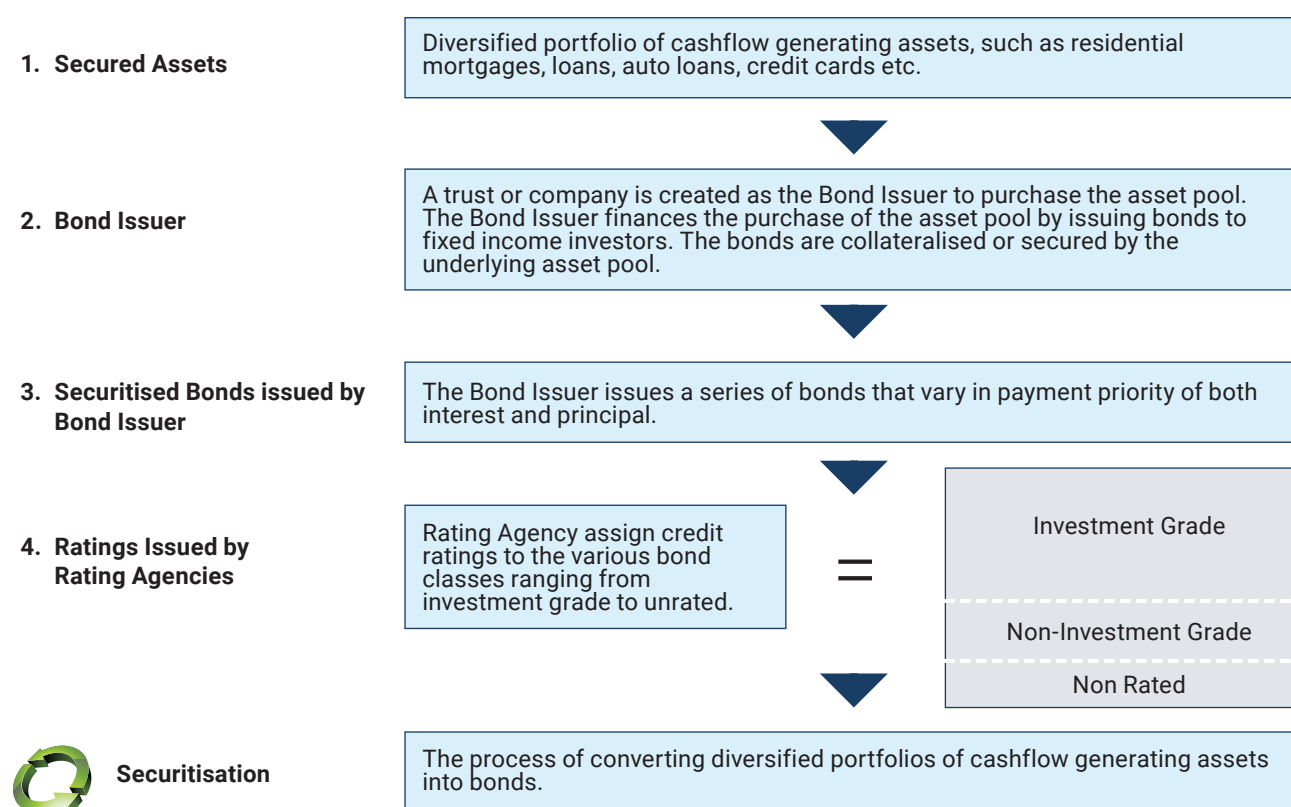 1. Secured Assets
Diversified portfolio of cashflow generating assets, such as residential
mortgages, loans, auto loans, credit cards etc.
2. Bond Issuer
A trust or company is created as the Bond Issuer to purchase the asset pool.
The Bond Issuer finances the purchase of the asset pool by issuing bonds to
fixed income investors. The bonds are collateralised or secured by the
underlying asset pool.
3. Securitised Bonds issued by
Bond Issuer
The Bond Issuer issues a series of bonds that vary in payment priority of both
interest and principal.
4. Ratings Issued by
Rating Agencies
Rating Agency assign credit
ratings to the various bond
classes ranging from
investment grade to unrated.
=
Investment Grade
Non-Investment Grade
Non Rated
Securitisation
The process of converting diversified portfolios of cashflow generating assets
into bonds.